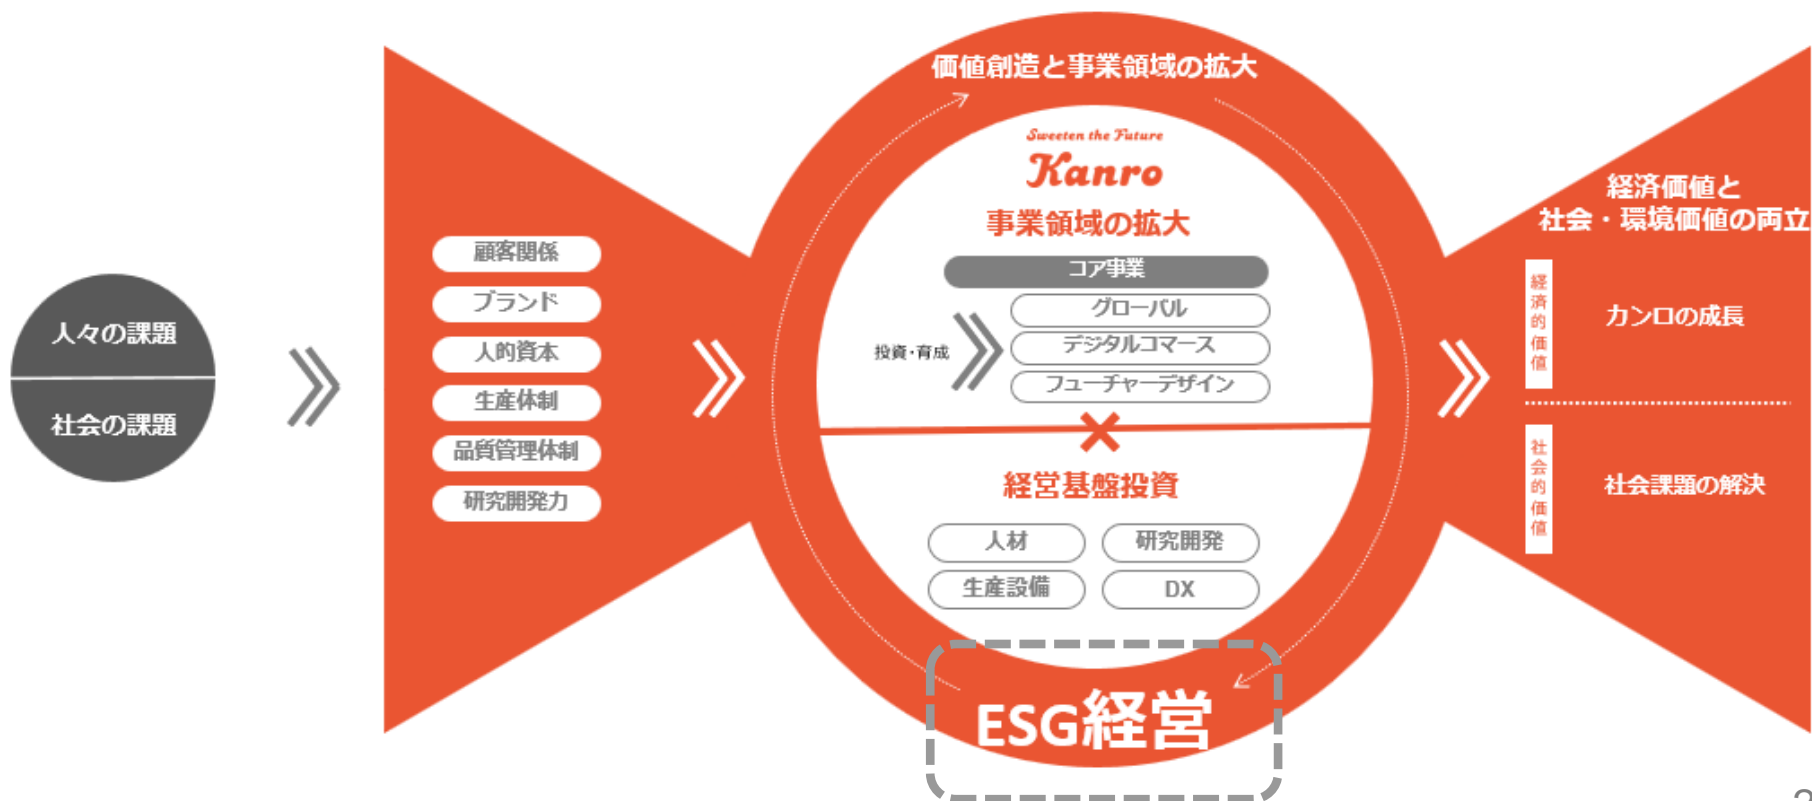 人々の課題
社会の課題
顧客関係
ブランド
人的資本
生産体制
品質管理体制
研究開発力
価値創造と事業領域の拡大
Sweeten the Future
Kanro
事業領域の拡大
コア事業
投資・育成
グローバル
デジタルコマース
フューチャーデザイン
経営基盤投資
人材
研究開発
生産設備
DX
ESG経営
経済価値と
社会・環境価値の両立
経済的価値
カンロの成長
社会的価値
社会課題の解決